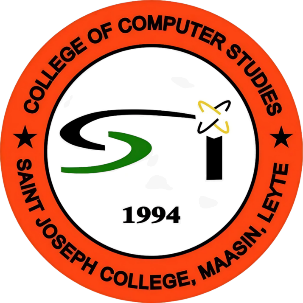 COLLEGE OF COMPUTER STUDIES
1994
SAINT JOSEPH COLLEGE, MAASIN, LEYTE